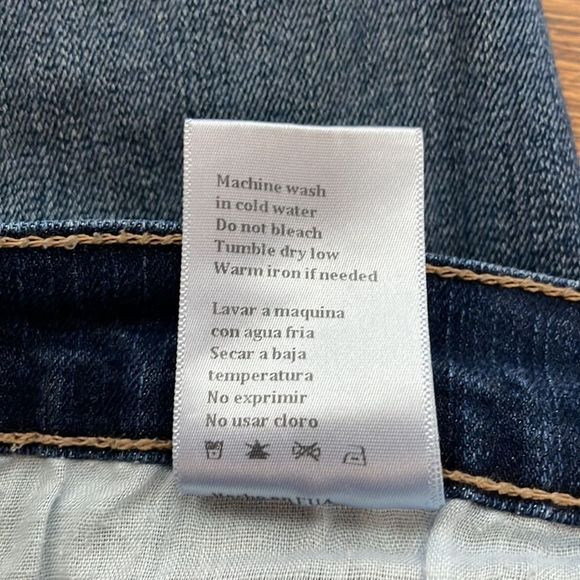 Machine wash
in cold water
Do not bleach
Tumble dry low
Warm iron if needed
Lavar a maquina
con agua fria
Secar a baja
temperatura
No exprimir
No usar cloro